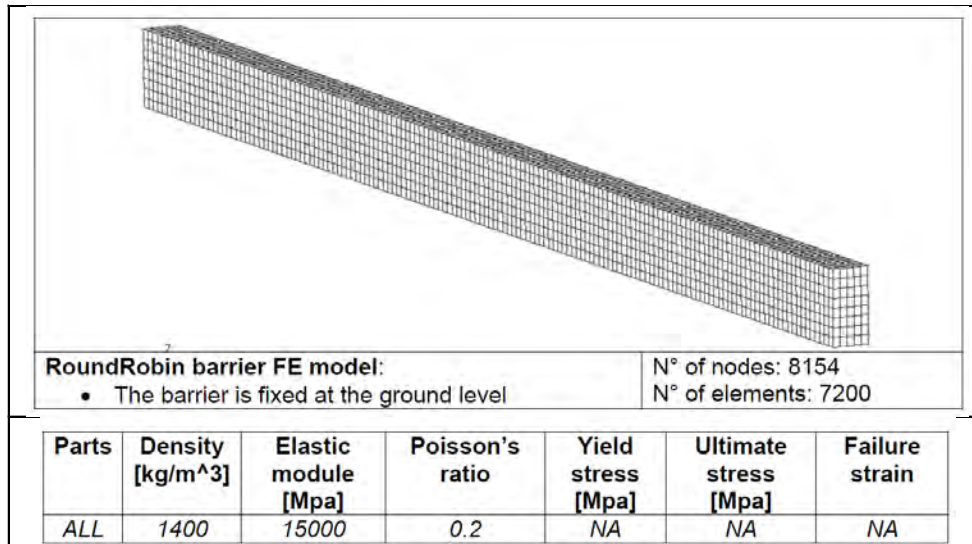 z
RoundRobin barrier FE model:
• The barrier is fixed at the ground level
N° of nodes: 8154
N° of elements: 7200
Parts Density [kg/m^3] Elastic module [Mpa] Poisson's ratio Yield stress [Mpa] Ultimate stress [Mpa] Failure strain
ALL 1400 15000 0.2 NA NA NA